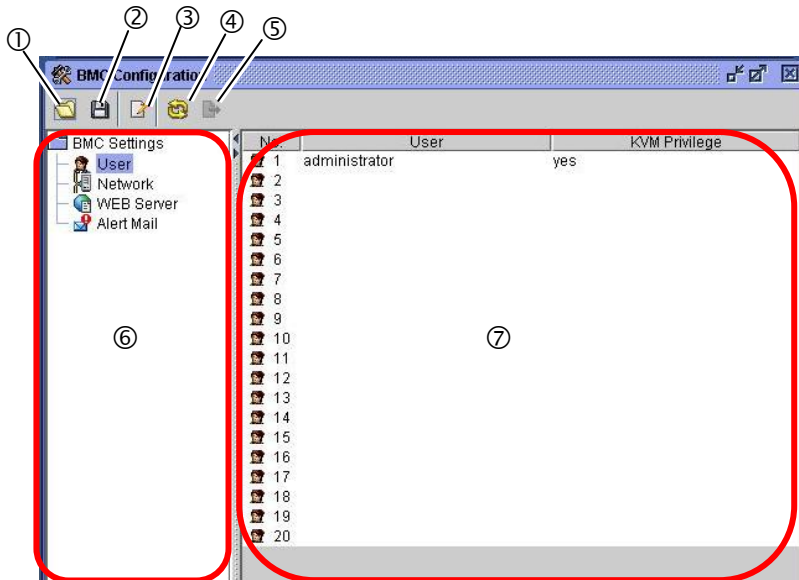 ① ② ③ ④ ⑤
BMC Configuration
BMC Settings
User
Network
WEB Server
Alert Mail
⑥
No. User KVM Privilege
1 administrator yes
2
3
4
5
6
7
8
9
10
11
12
13
14
15
16
17
18
19
20
⑦